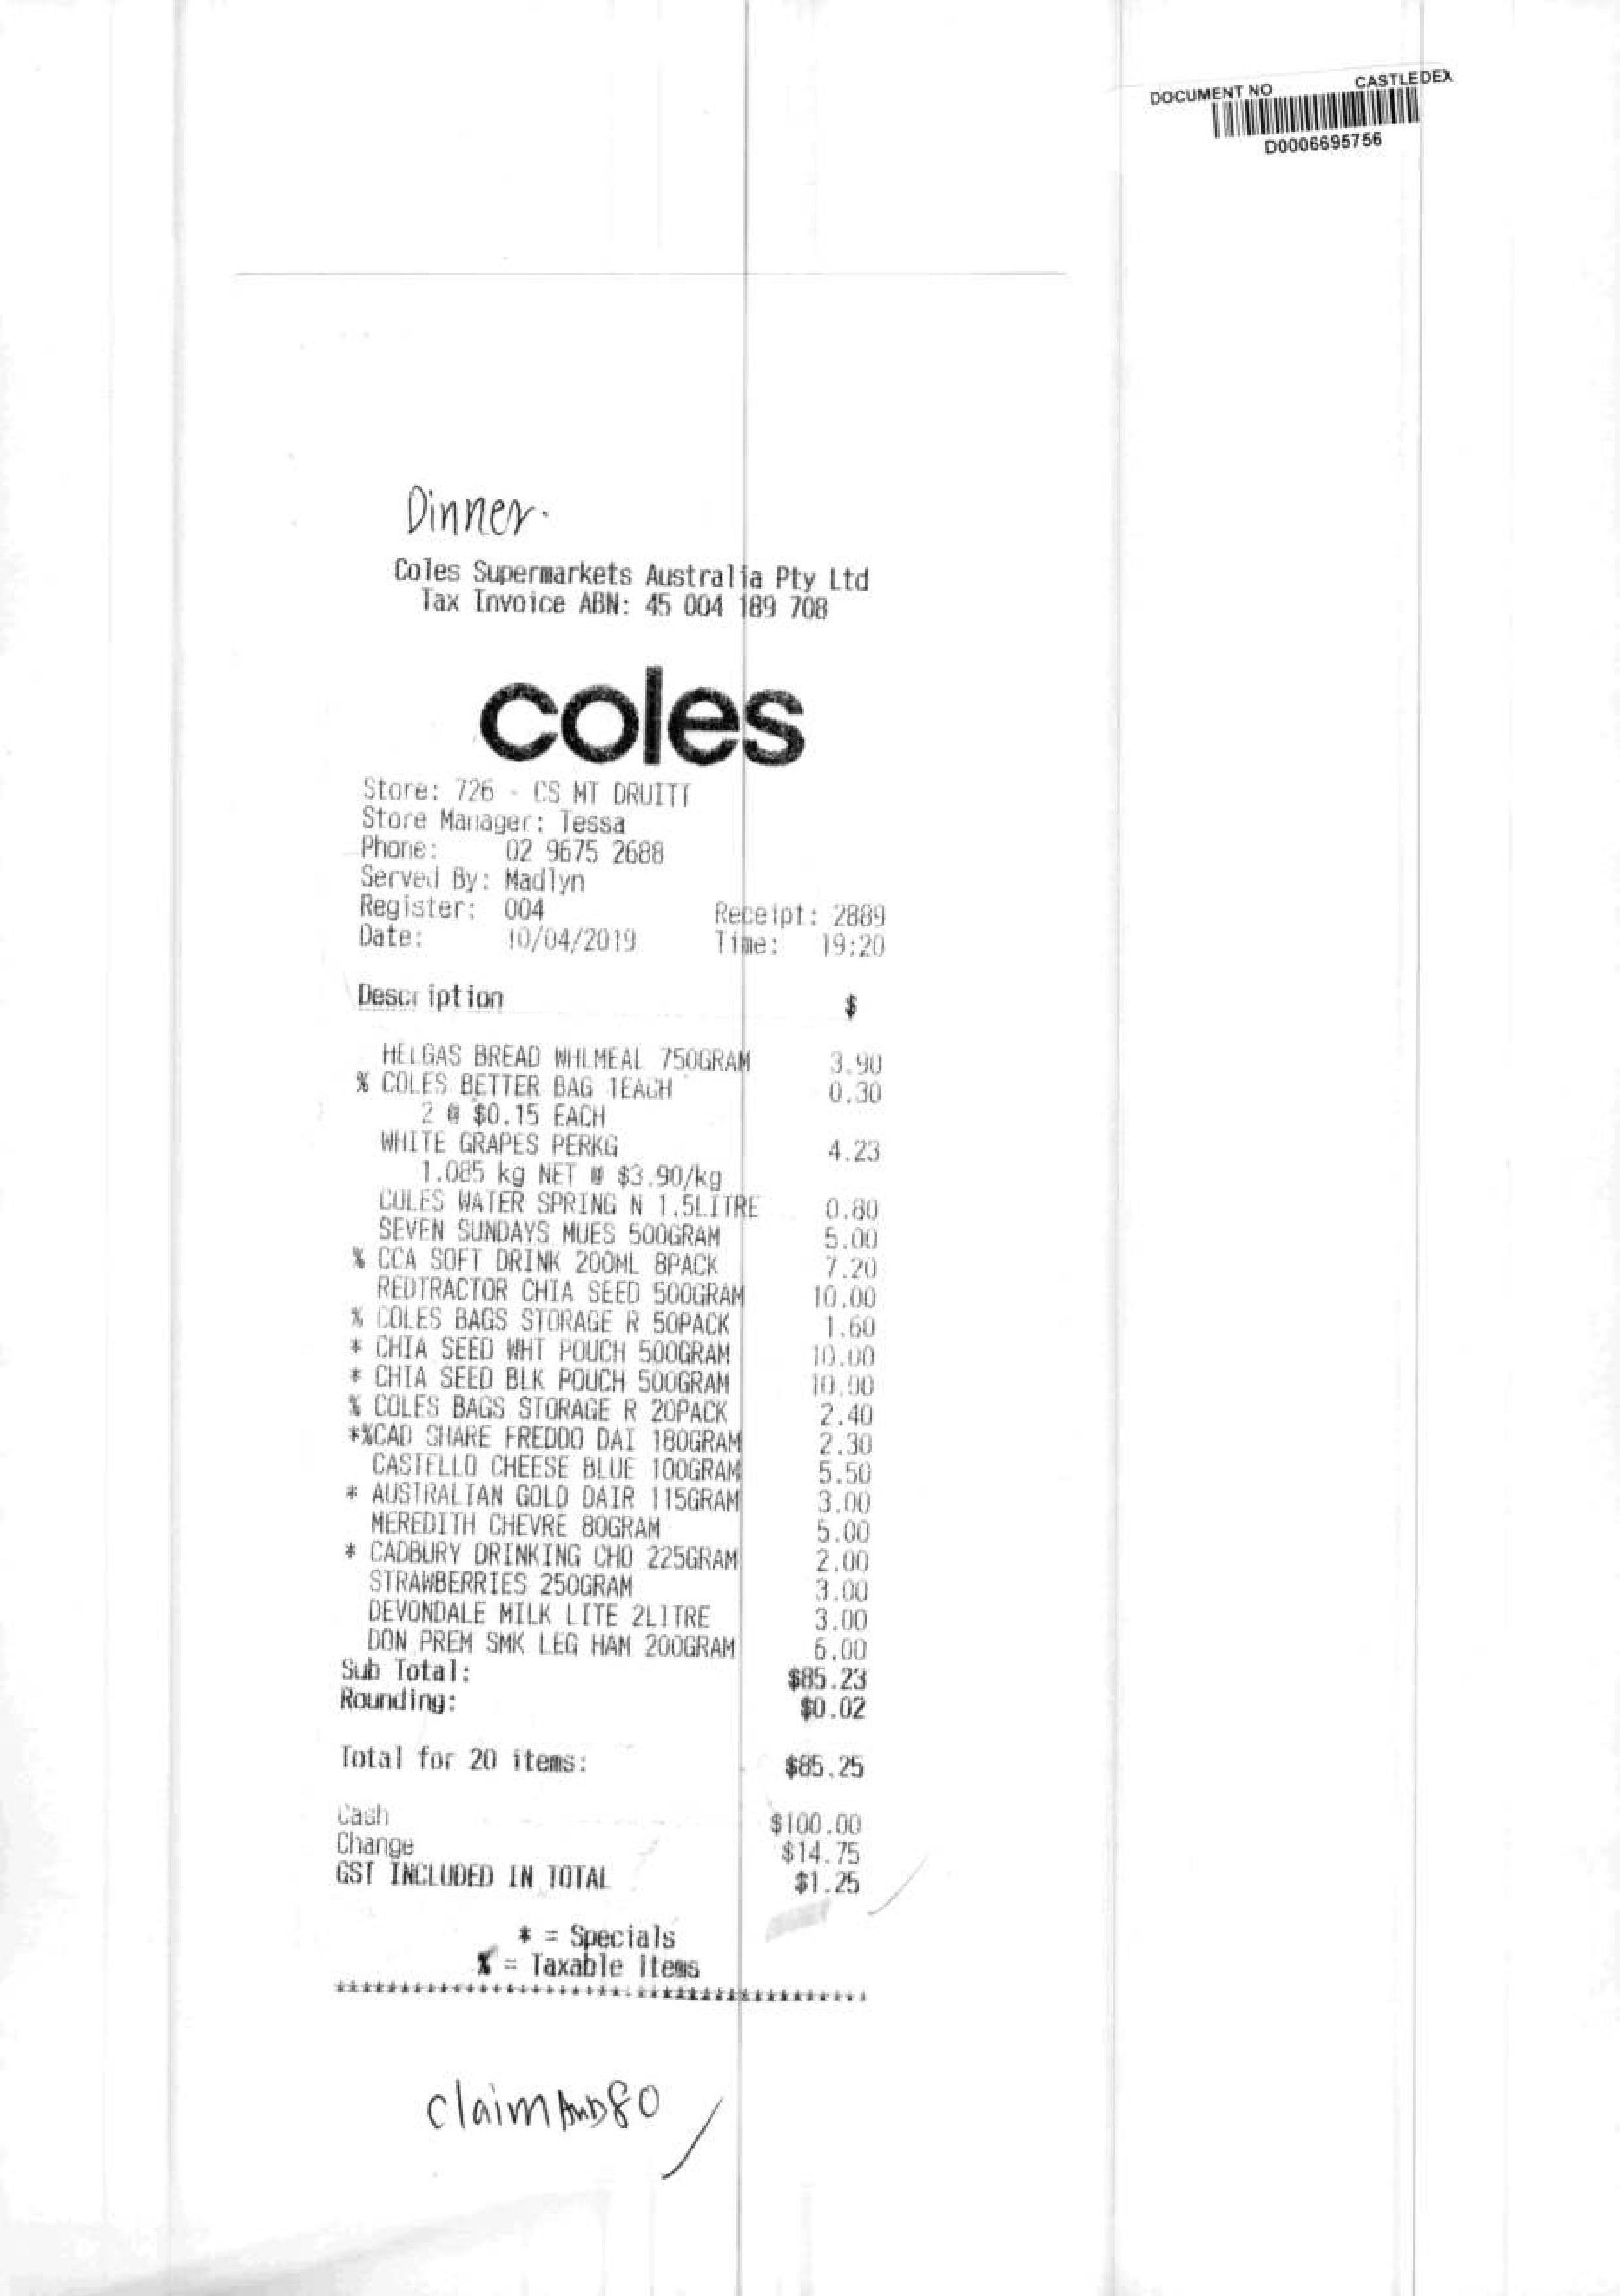 DOCUMENT NO CASTLEDEX
D0006695756
Dinner.
Coles Supermarkets Australia Pty Ltd
Tax Invoice ABN: 45 004 189 708
coles
Store: 726 - CS MT DRUITT
Store Manager: Tessa
Phone: 02 9675 2688
Served By: Madlyn
Register: 004 Receipt: 2889
Date: 10/04/2019 Time: 19:20
Description $
HELGAS BREAD WHLMEAL 750GRAM 3.90
% COLES BETTER BAG 1EACH 0.30
2 @ $0.15 EACH
WHITE GRAPES PERKG 4.23
1.085 kg NET @ $3.90/kg
COLES WATER SPRING N 1.5LITRE 0.80
SEVEN SUNDAYS MUES 500GRAM 5.00
% CCA SOFT DRINK 200ML 8PACK 7.20
REDTRACTOR CHIA SEED 500GRAM 10.00
% COLES BAGS STORAGE R 50PACK 1.60
* CHIA SEED WHT POUCH 500GRAM 10.00
* CHIA SEED BLK POUCH 500GRAM 10.00
% COLES BAGS STORAGE R 20PACK 2.40
*%CAD SHARE FREDDO DAI 180GRAM 2.30
CASTELLO CHEESE BLUE 100GRAM 5.50
* AUSTRALIAN GOLD DAIR 115GRAM 3.00
MEREDITH CHEVRE 80GRAM 5.00
* CADBURY DRINKING CHO 225GRAM 2.00
STRAWBERRIES 250GRAM 3.00
DEVONDALE MILK LITE 2LITRE 3.00
DON PREM SMK LEG HAM 200GRAM 6.00
Sub Total: $85.23
Rounding: $0.02
Total for 20 items: $85.25
Cash $100.00
Change $14.75
GST INCLUDED IN TOTAL $1.25
* = Specials
% = Taxable Items
****************************************
claim 80